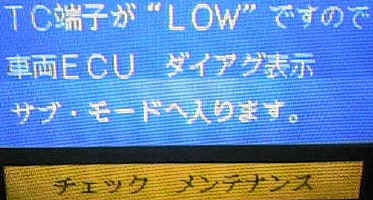 TC端子が“LOW”ですので
車両ECU ダイアグ表示
サブ・モードへ入ります。
チェック メンテナンス